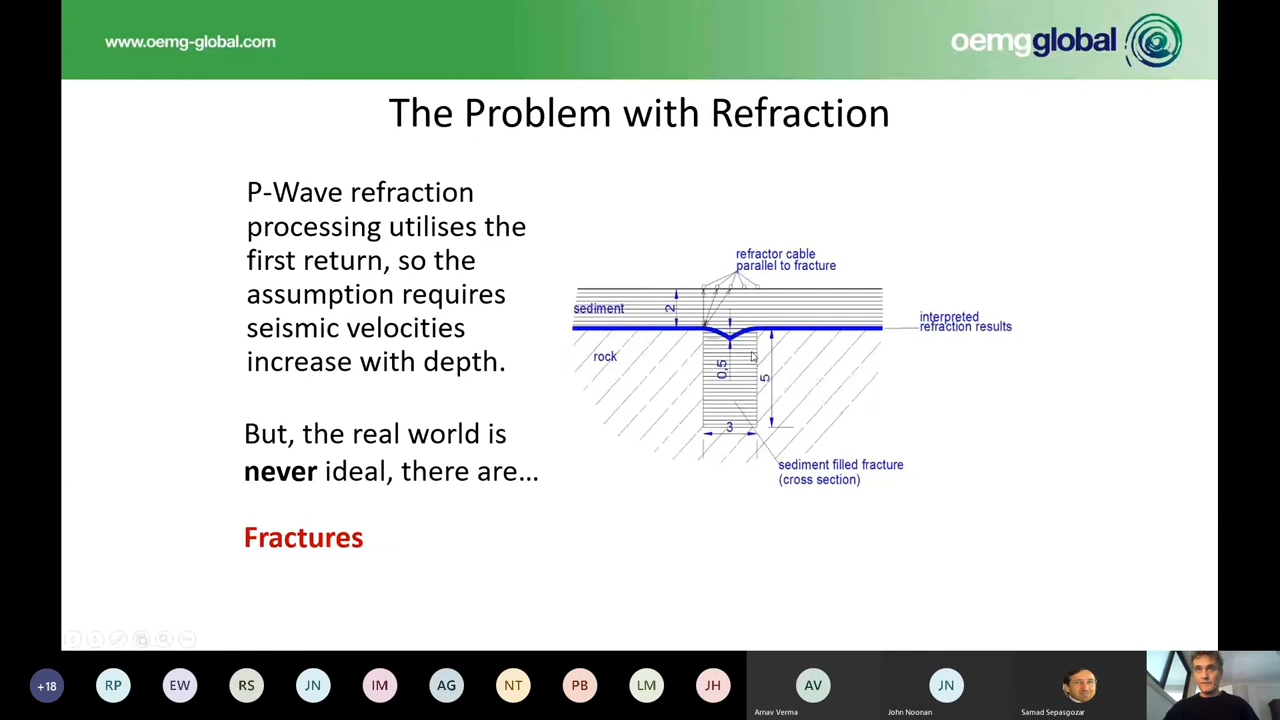 www.oemg-global.com
oemgglobal
The Problem with Refraction
P-Wave refraction
processing utilises the
first return, so the
assumption requires
seismic velocities
increase with depth.
But, the real world is
never ideal, there are…
Fractures
refractor cable
parallel to fracture
sediment
2
interpreted
refraction results
rock
0,5
5
3
sediment filled fracture
(cross section)
+18
RP
EW
RS
JN
IM
AG
NT
PB
LM
JH
AV
JN
Arnav Verma
John Noonan
Samad Sepasgozar